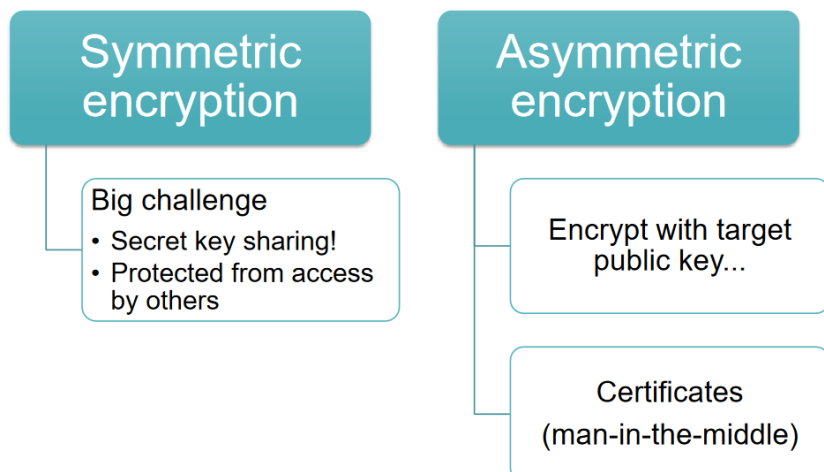 Symmetric
encryption
Big challenge
• Secret key sharing!
• Protected from access
by others
Asymmetric
encryption
Encrypt with target
public key...
Certificates
(man-in-the-middle)